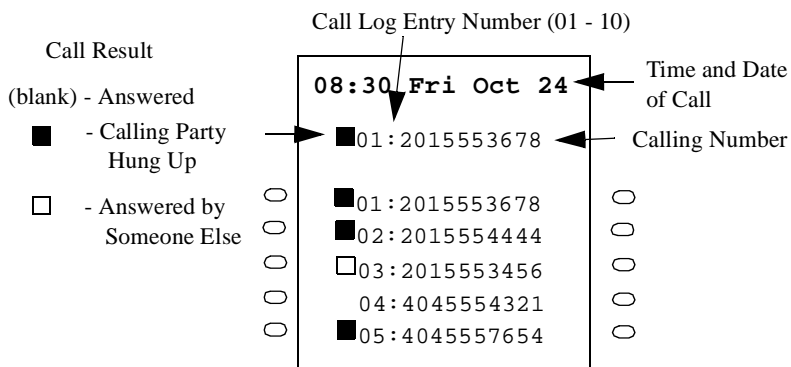 Call Log Entry Number (01 - 10)
Call Result
(blank) - Answered
■ - Calling Party
Hung Up
□ - Answered by
Someone Else
08:30 Fri Oct 24
Time and Date
of Call
■01:2015553678
Calling Number
■01:2015553678
■02:2015554444
□03:2015553456
04:4045554321
■05:4045557654